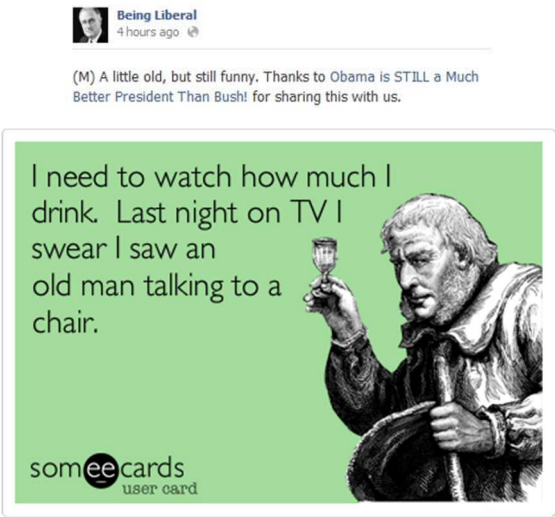 Being Liberal
4 hours ago
(M) A little old, but still funny. Thanks to Obama is STILL a Much
Better President Than Bush! for sharing this with us.
I need to watch how much I
drink. Last night on TV I
swear I saw an
old man talking to a
chair.
someecards
user card